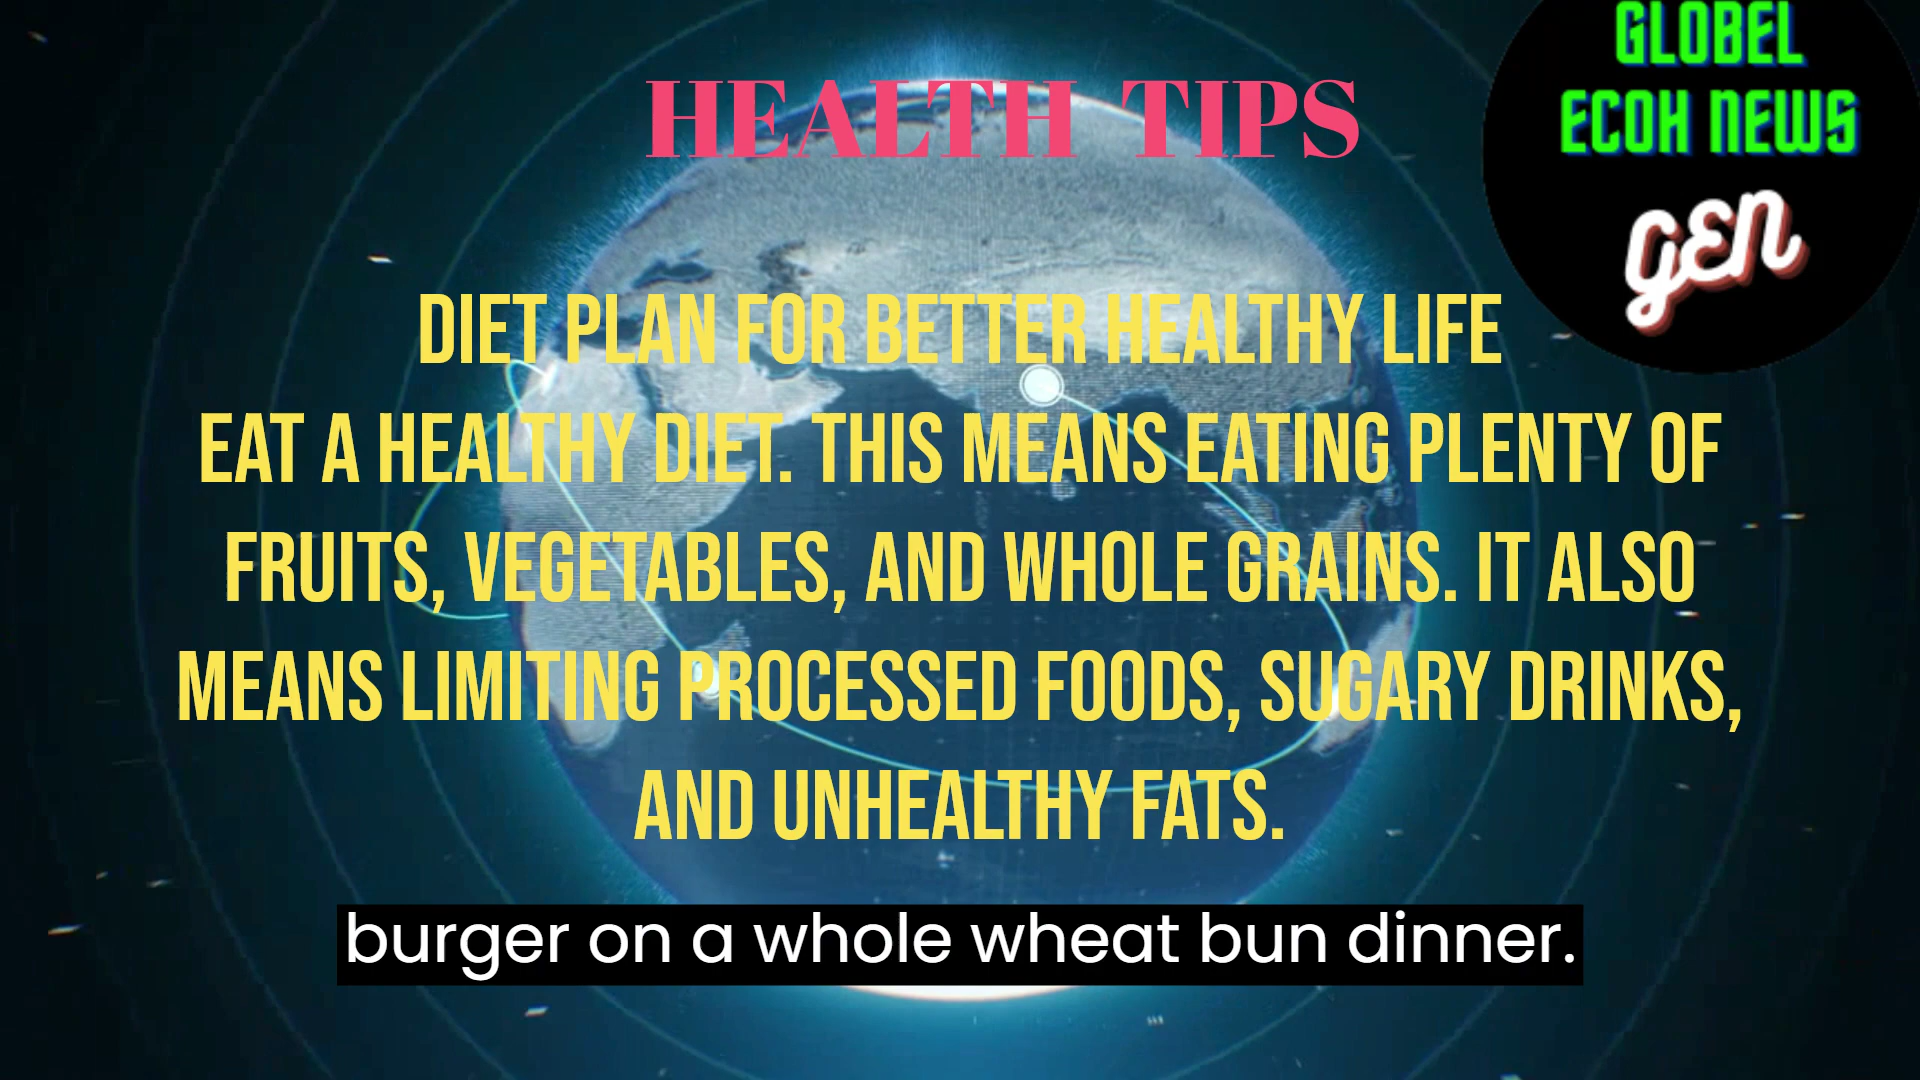 HEALTH TIPS
GLOBEL
ECOH NEWS
GEN
DIET PLAN FOR BETTER HEALTHY LIFE
EAT A HEALTHY DIET. THIS MEANS EATING PLENTY OF
FRUITS, VEGETABLES, AND WHOLE GRAINS. IT ALSO
MEANS LIMITING PROCESSED FOODS, SUGARY DRINKS,
AND UNHEALTHY FATS.
burger on a whole wheat bun dinner.